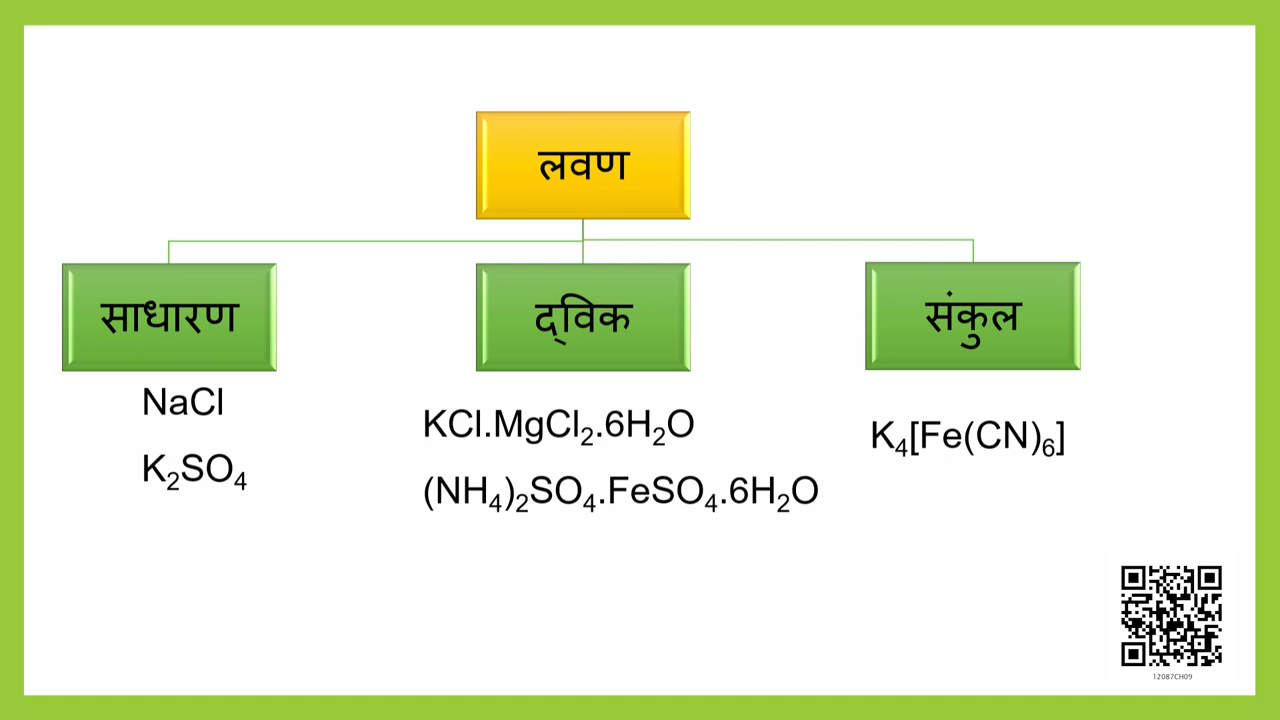 लवण
साधारण
द्विक
संकुल
NaCl
K₂SO₄
KCl.MgCl₂.6H₂O
(NH₄)₂SO₄.FeSO₄.6H₂O
K₄[Fe(CN)₆]
12087CH09